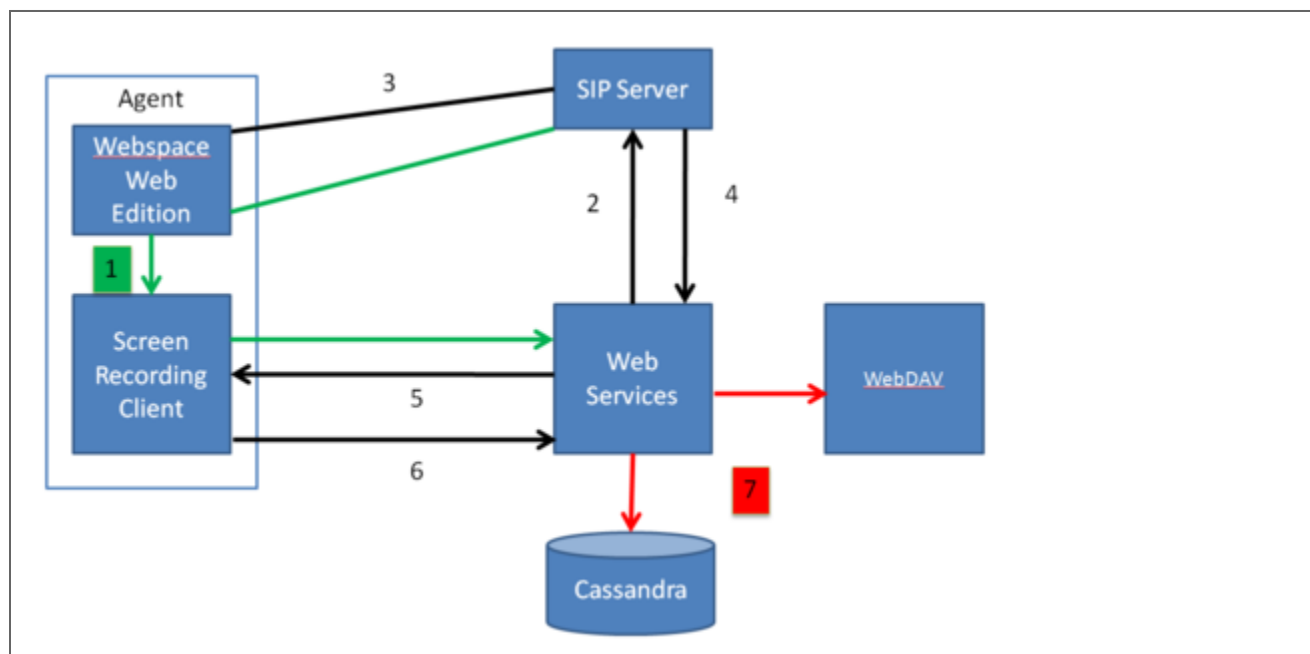 Agent
3
SIP Server
Webspace
Web
Edition
2
4
1
Screen
Recording
Client
Web
Services
WebDAV
5
6
7
Cassandra